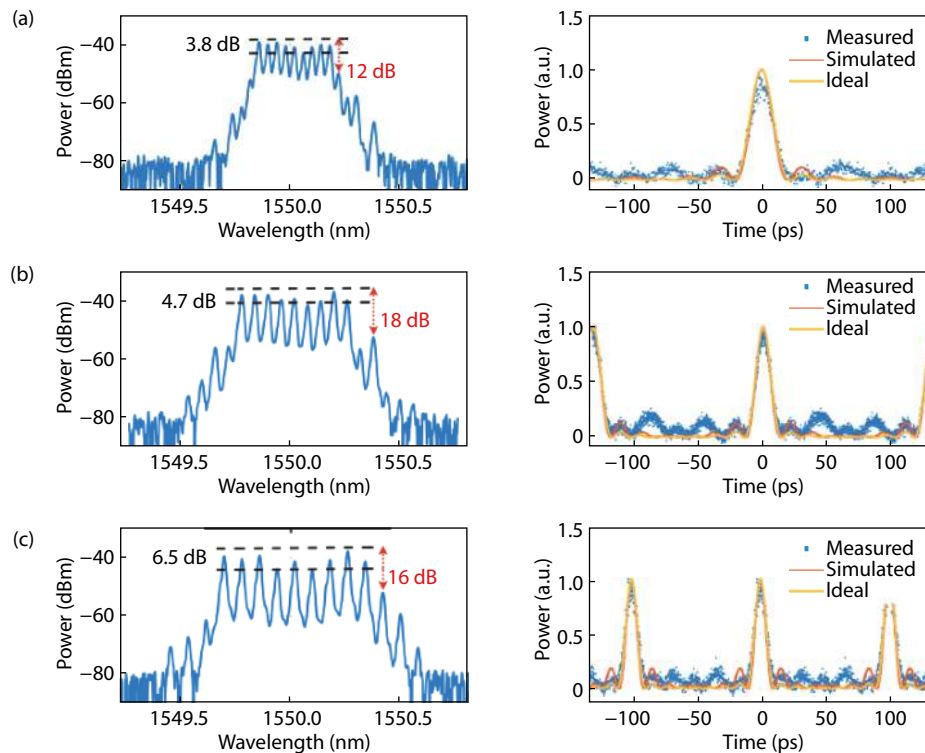 (a)
−40
−60
−80
Power (dBm)
3.8 dB
12 dB
1549.5
1550.0
1550.5
Wavelength (nm)
1.5
1.0
0.5
0
Power (a.u.)
Measured
Simulated
Ideal
−100
−50
0
50
100
Time (ps)
(b)
−40
−60
−80
Power (dBm)
4.7 dB
18 dB
1549.5
1550.0
1550.5
Wavelength (nm)
1.5
1.0
0.5
0
Power (a.u.)
Measured
Simulated
Ideal
−100
−50
0
50
100
Time (ps)
(c)
−40
−60
−80
Power (dBm)
6.5 dB
16 dB
1549.5
1550.0
1550.5
Wavelength (nm)
1.5
1.0
0.5
0
Power (a.u.)
Measured
Simulated
Ideal
−100
−50
0
50
100
Time (ps)